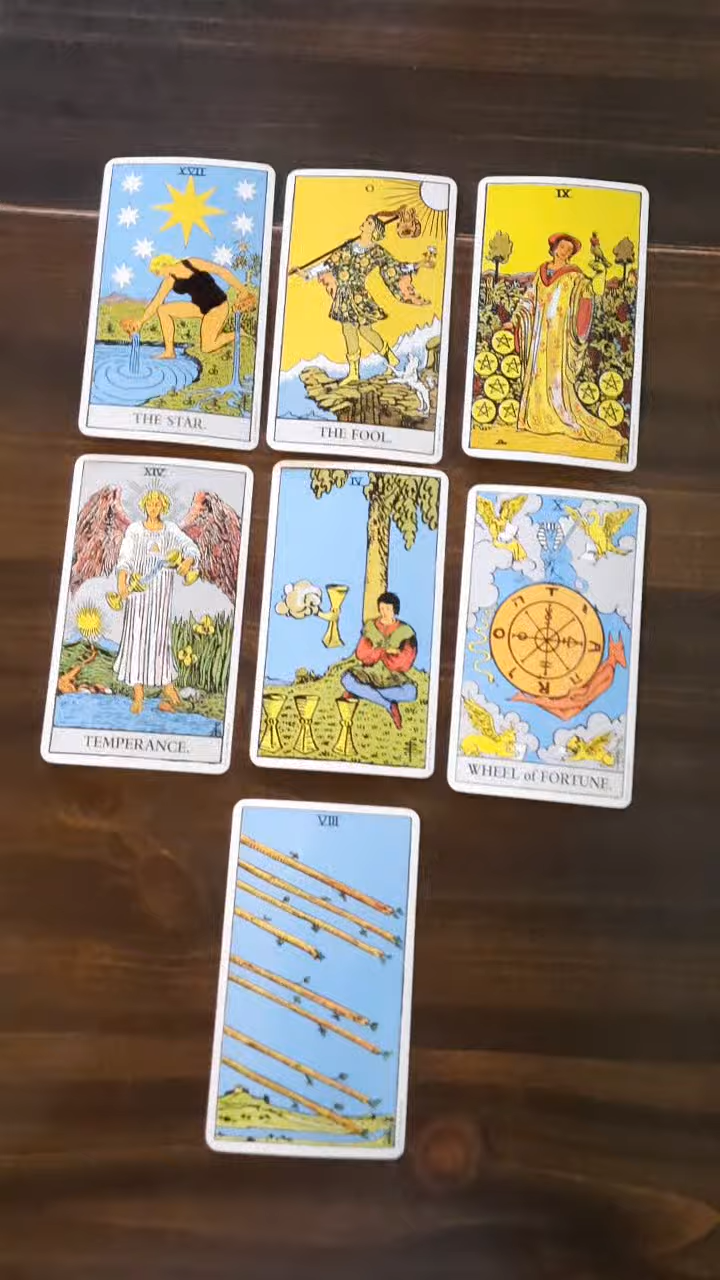 XVII
THE STAR.
0
THE FOOL.
IX
XIV
TEMPERANCE.
IV
X
T
A
R
O
WHEEL of FORTUNE.
VIII